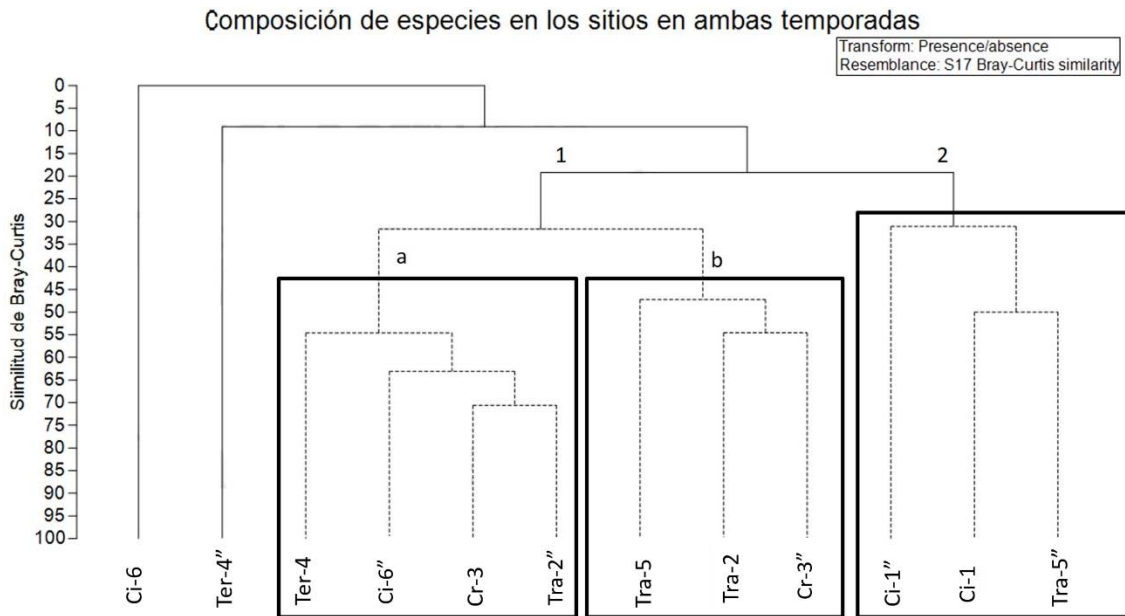 Composición de especies en los sitios en ambas temporadas
Transform: Presence/absence
Resemblance: S17 Bray-Curtis similarity
Siimilitud de Bray-Curtis
0
5
10
15
20
25
30
35
40
45
50
55
60
65
70
75
80
85
90
95
100
1
2
a
b
Ci-6
Ter-4”
Ter-4
Ci-6”
Cr-3
Tra-2”
Tra-5
Tra-2
Cr-3”
Ci-1”
Ci-1
Tra-5”